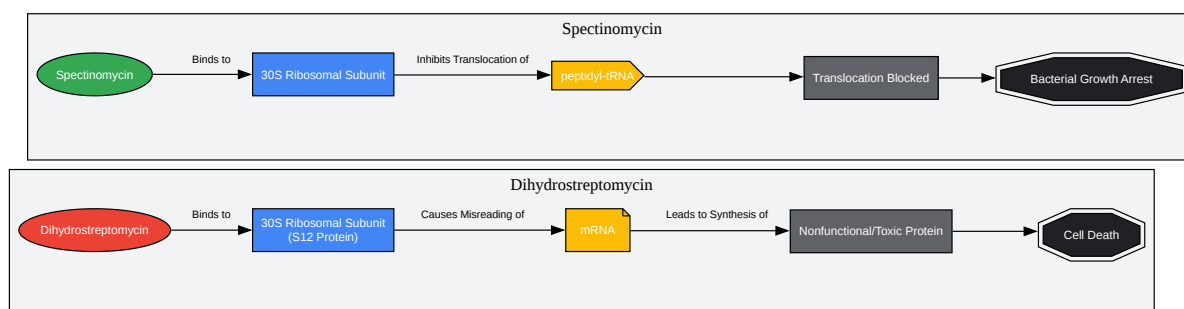 Spectinomycin
Spectinomycin
Binds to
30S Ribosomal Subunit
Inhibits Translocation of
peptidyl-tRNA
Translocation Blocked
Bacterial Growth Arrest
Dihydrostreptomycin
Dihydrostreptomycin
Binds to
30S Ribosomal Subunit
(S12 Protein)
Causes Misreading of
mRNA
Leads to Synthesis of
Nonfunctional/Toxic Protein
Cell Death